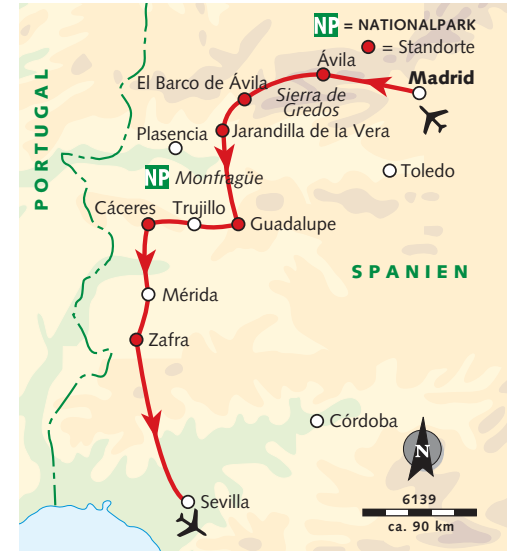 NP = NATIONALPARK
= Standorte
Ávila
Madrid
El Barco de Ávila
Sierra de
Gredos
Plasencia
Jarandilla de la Vera
PORTUGAL
NP Monfragüe
Toledo
Cáceres
Trujillo
Guadalupe
SPANIEN
Mérida
Zafra
Córdoba
N
Sevilla
6139
ca. 90 km